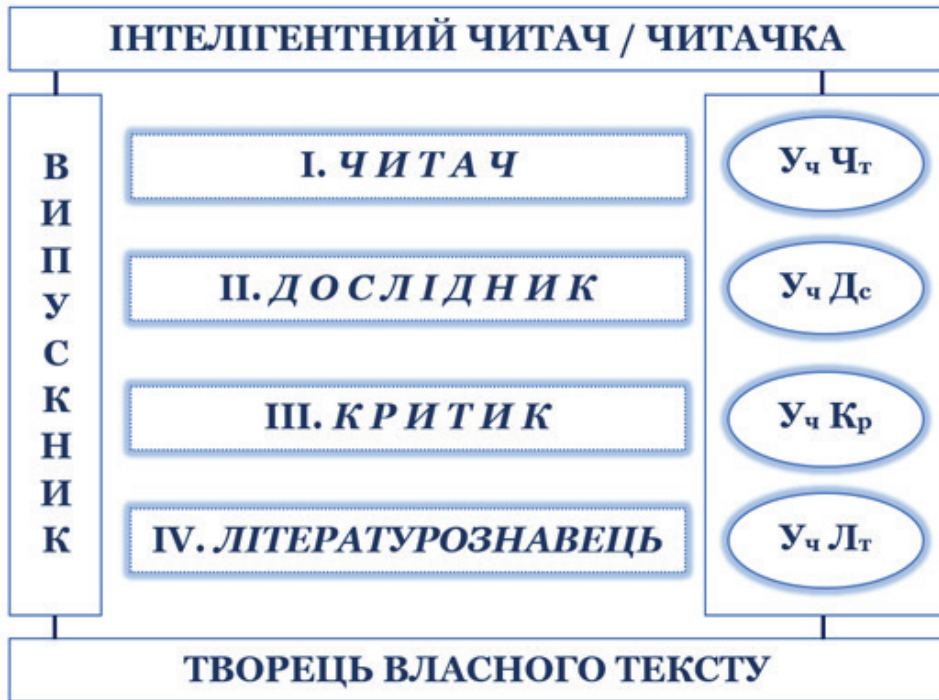 ІНТЕЛІГЕНТНИЙ ЧИТАЧ / ЧИТАЧКА
ВИПУСКНИК
І. ЧИТАЧ
Уч Чт
ІІ. ДОСЛІДНИК
Уч Дс
ІІІ. КРИТИК
Уч Кр
IV. ЛІТЕРАТУРОЗНАВЕЦЬ
Уч Лт
ТВОРЕЦЬ ВЛАСНОГО ТЕКСТУ